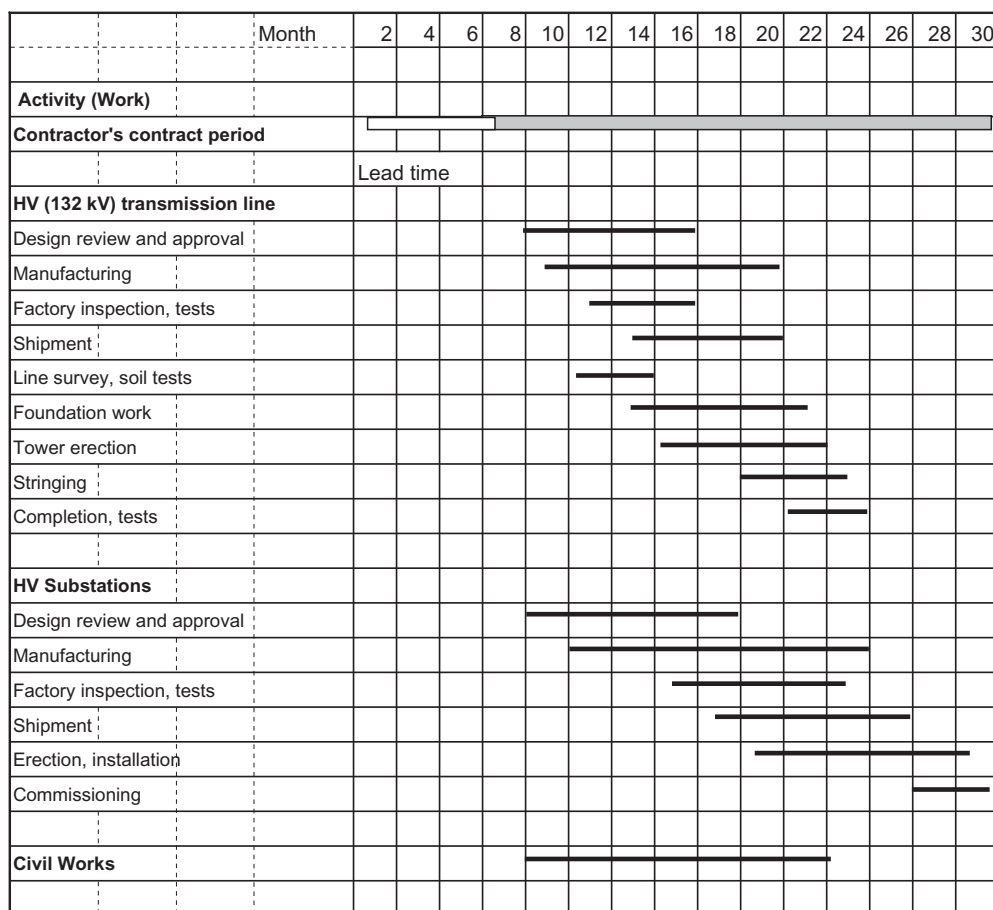 Month 2 4 6 8 10 12 14 16 18 20 22 24 26 28 30
Activity (Work)
Contractor's contract period
Lead time
HV (132 kV) transmission line
Design review and approval
Manufacturing
Factory inspection, tests
Shipment
Line survey, soil tests
Foundation work
Tower erection
Stringing
Completion, tests
HV Substations
Design review and approval
Manufacturing
Factory inspection, tests
Shipment
Erection, installation
Commissioning
Civil Works